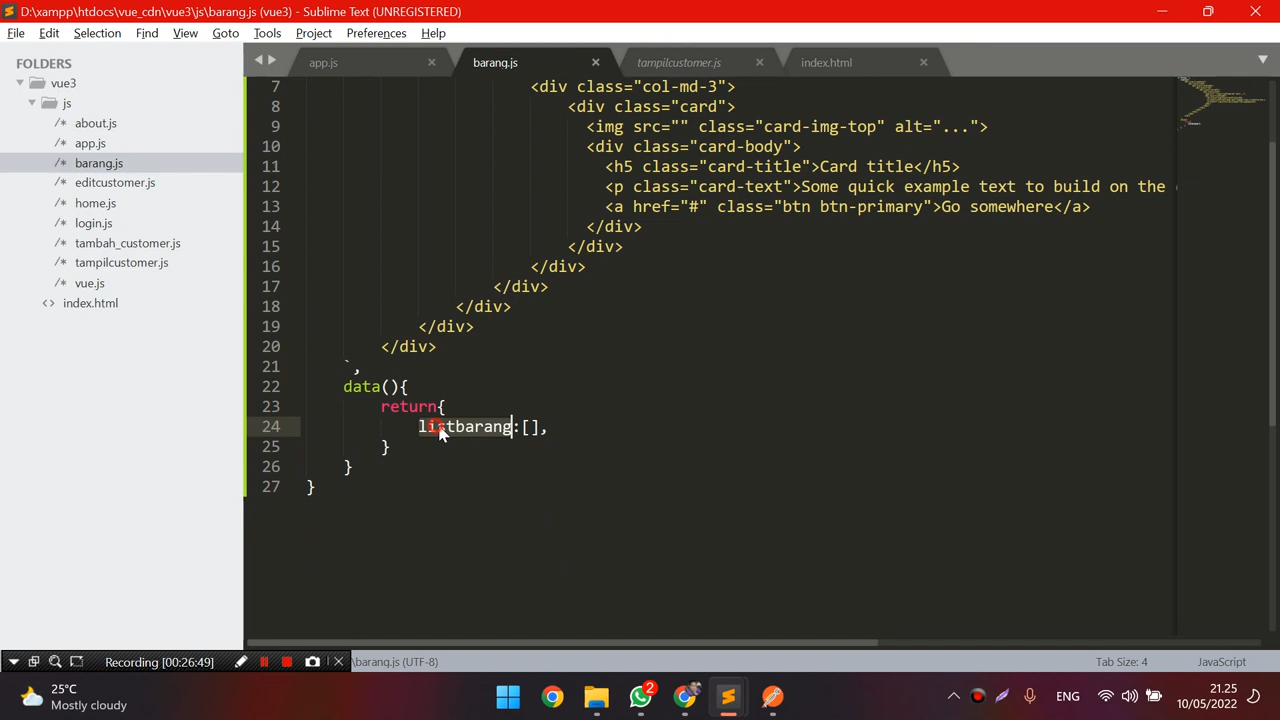 D:\xampp\htdocs\vue_cdn\vue3\js\barang.js (vue3) - Sublime Text (UNREGISTERED)
File Edit Selection Find View Goto Tools Project Preferences Help
FOLDERS
vue3
js
about.js
app.js
barang.js
editcustomer.js
home.js
login.js
tambah_customer.js
tampilcustomer.js
vue.js
index.html
app.js barang.js tampilcustomer.js index.html
7 <div class="col-md-3">
8 <div class="card">
9 <img src="" class="card-img-top" alt="...">
10 <div class="card-body">
11 <h5 class="card-title">Card title</h5>
12 <p class="card-text">Some quick example text to build on the
13 <a href="#" class="btn btn-primary">Go somewhere</a>
14 </div>
15 </div>
16 </div>
17 </div>
18 </div>
19 </div>
20 </div>
21 `,
22 data(){
23 return{
24 listbarang:[],
25 }
26 }
27 }
Recording [00:26:49] \barang.js (UTF-8) Tab Size: 4 JavaScript
25°C
Mostly cloudy
2
ENG
21.25
10/05/2022